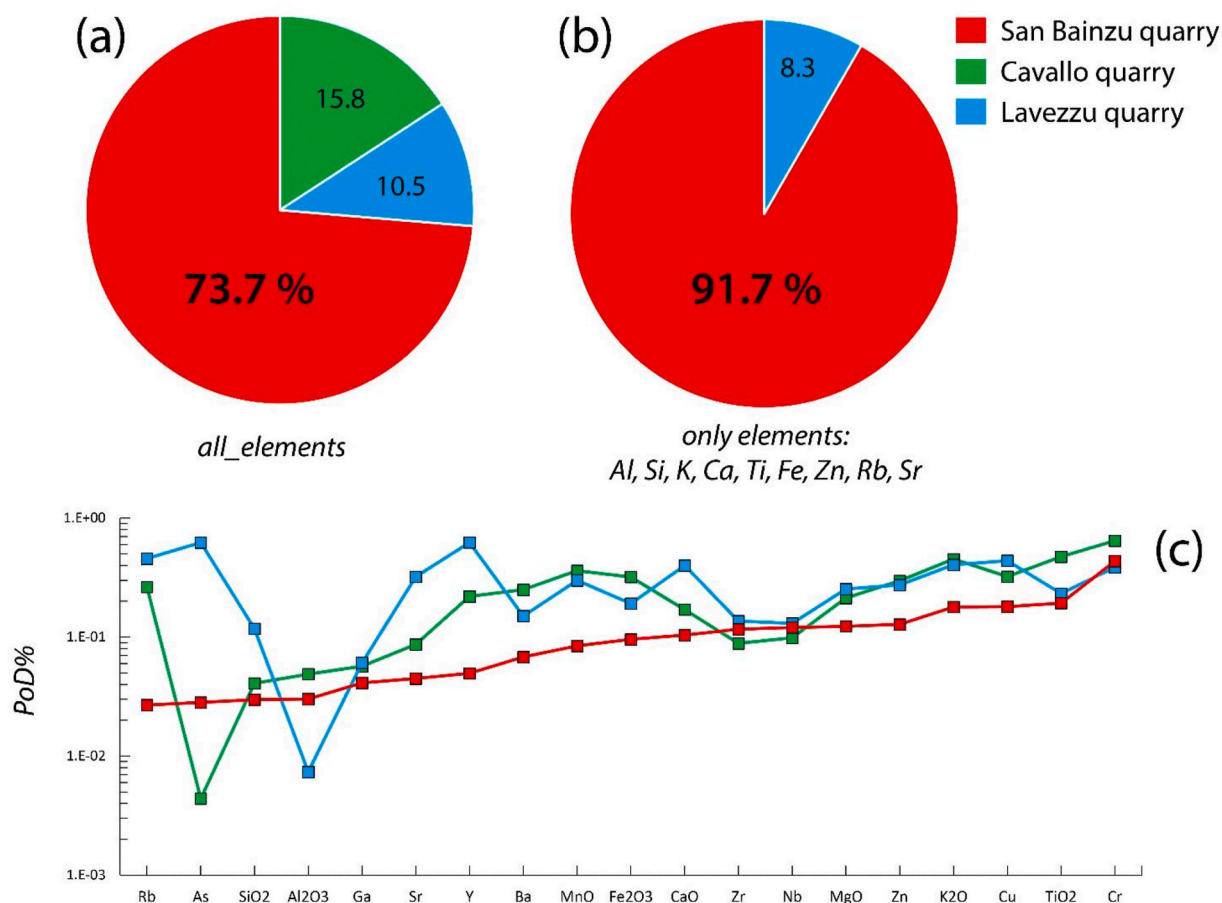 (a)
(b)
San Bainzu quarry
Cavallo quarry
Lavezzu quarry
15.8
10.5
73.7 %
8.3
91.7 %
all_elements
only elements:
Al, Si, K, Ca, Ti, Fe, Zn, Rb, Sr
(c)
PoD%
1.E+00
1.E-01
1.E-02
1.E-03
Rb As SiO2 Al2O3 Ga Sr Y Ba MnO Fe2O3 CaO Zr Nb MgO Zn K2O Cu TiO2 Cr